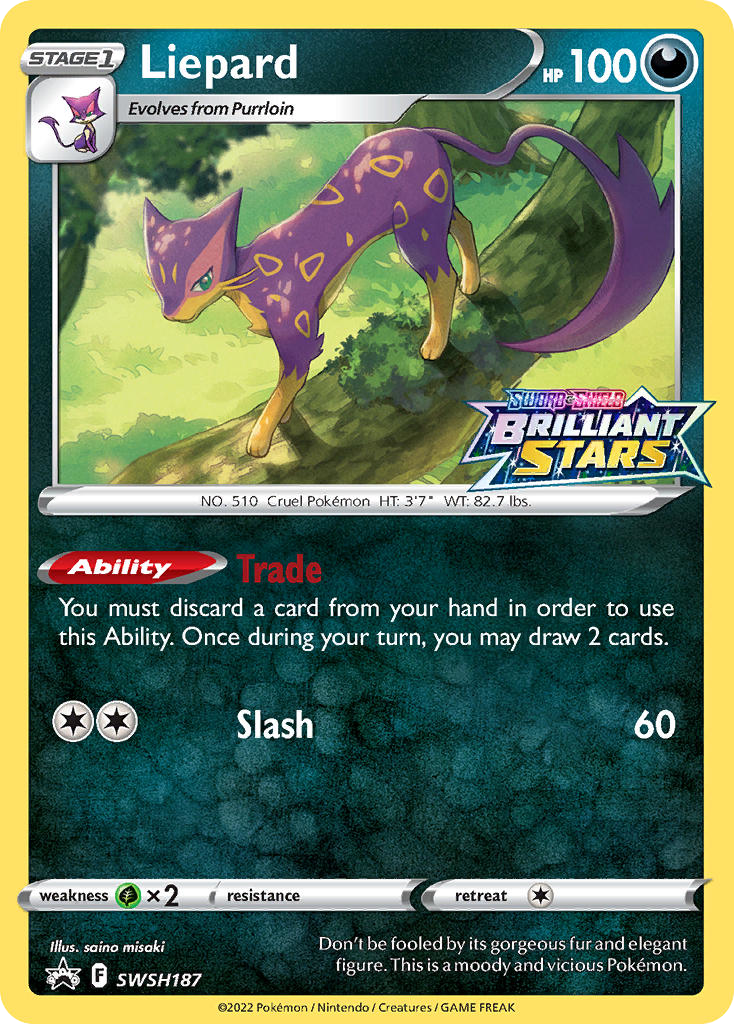 STAGE1
Liepard
HP 100
Evolves from Purrloin
SWORD & SHIELD
BRILLIANT
STARS
NO. 510 Cruel Pokémon HT: 3'7" WT: 82.7 lbs.
Ability Trade
You must discard a card from your hand in order to use
this Ability. Once during your turn, you may draw 2 cards.
Slash 60
weakness ×2 resistance retreat
Illus. saino misaki
Don't be fooled by its gorgeous fur and elegant
figure. This is a moody and vicious Pokémon.
F SWSH187
©2022 Pokémon / Nintendo / Creatures / GAME FREAK